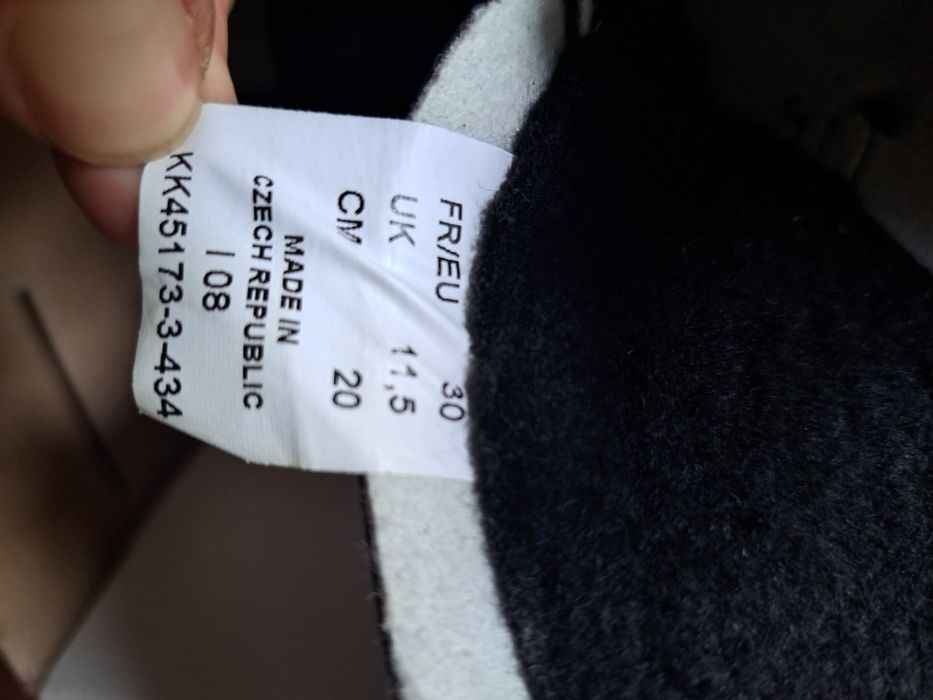 FR/EU 30
UK 11,5
CM 20
MADE IN
CZECH REPUBLIC
I 08
KK45173-3-434